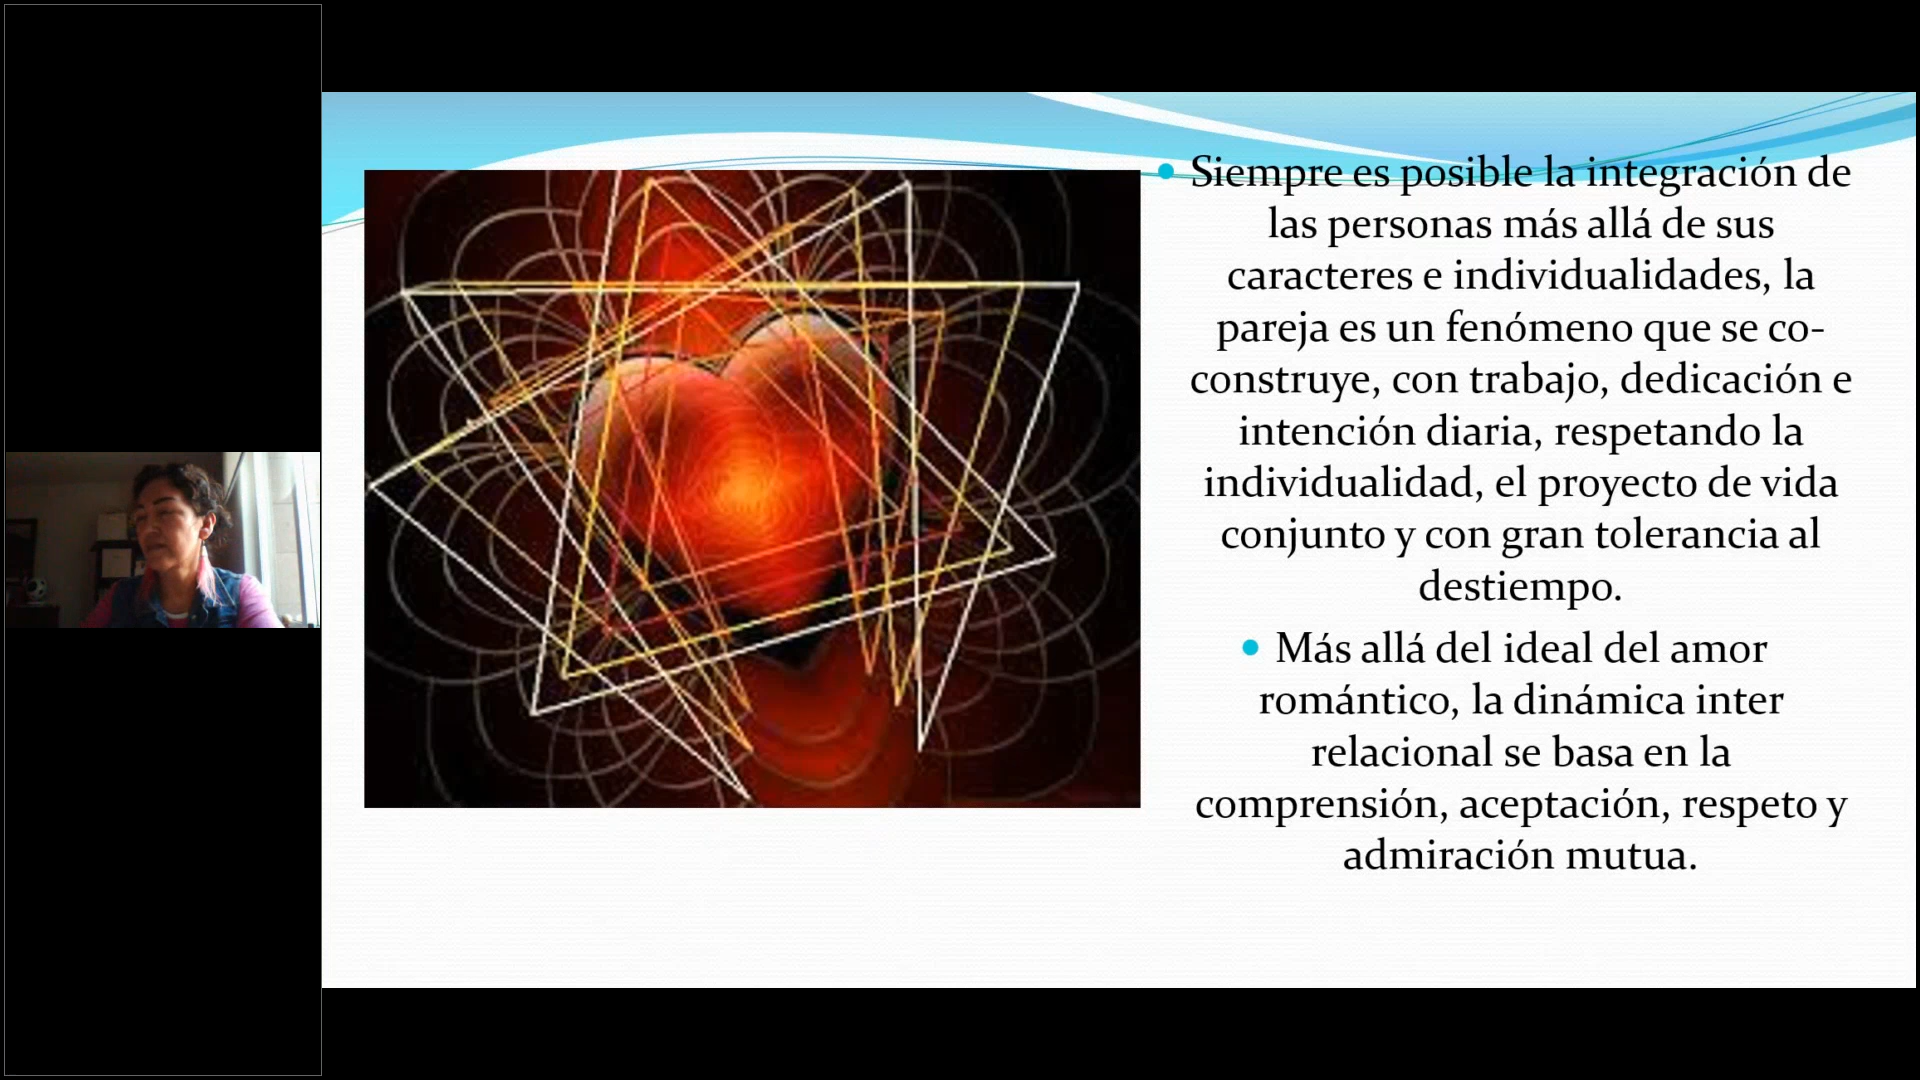 Siempre es posible la integración de
las personas más allá de sus
caracteres e individualidades, la
pareja es un fenómeno que se co-
construye, con trabajo, dedicación e
intención diaria, respetando la
individualidad, el proyecto de vida
conjunto y con gran tolerancia al
destiempo.
Más allá del ideal del amor
romántico, la dinámica inter
relacional se basa en la
comprensión, aceptación, respeto y
admiración mutua.